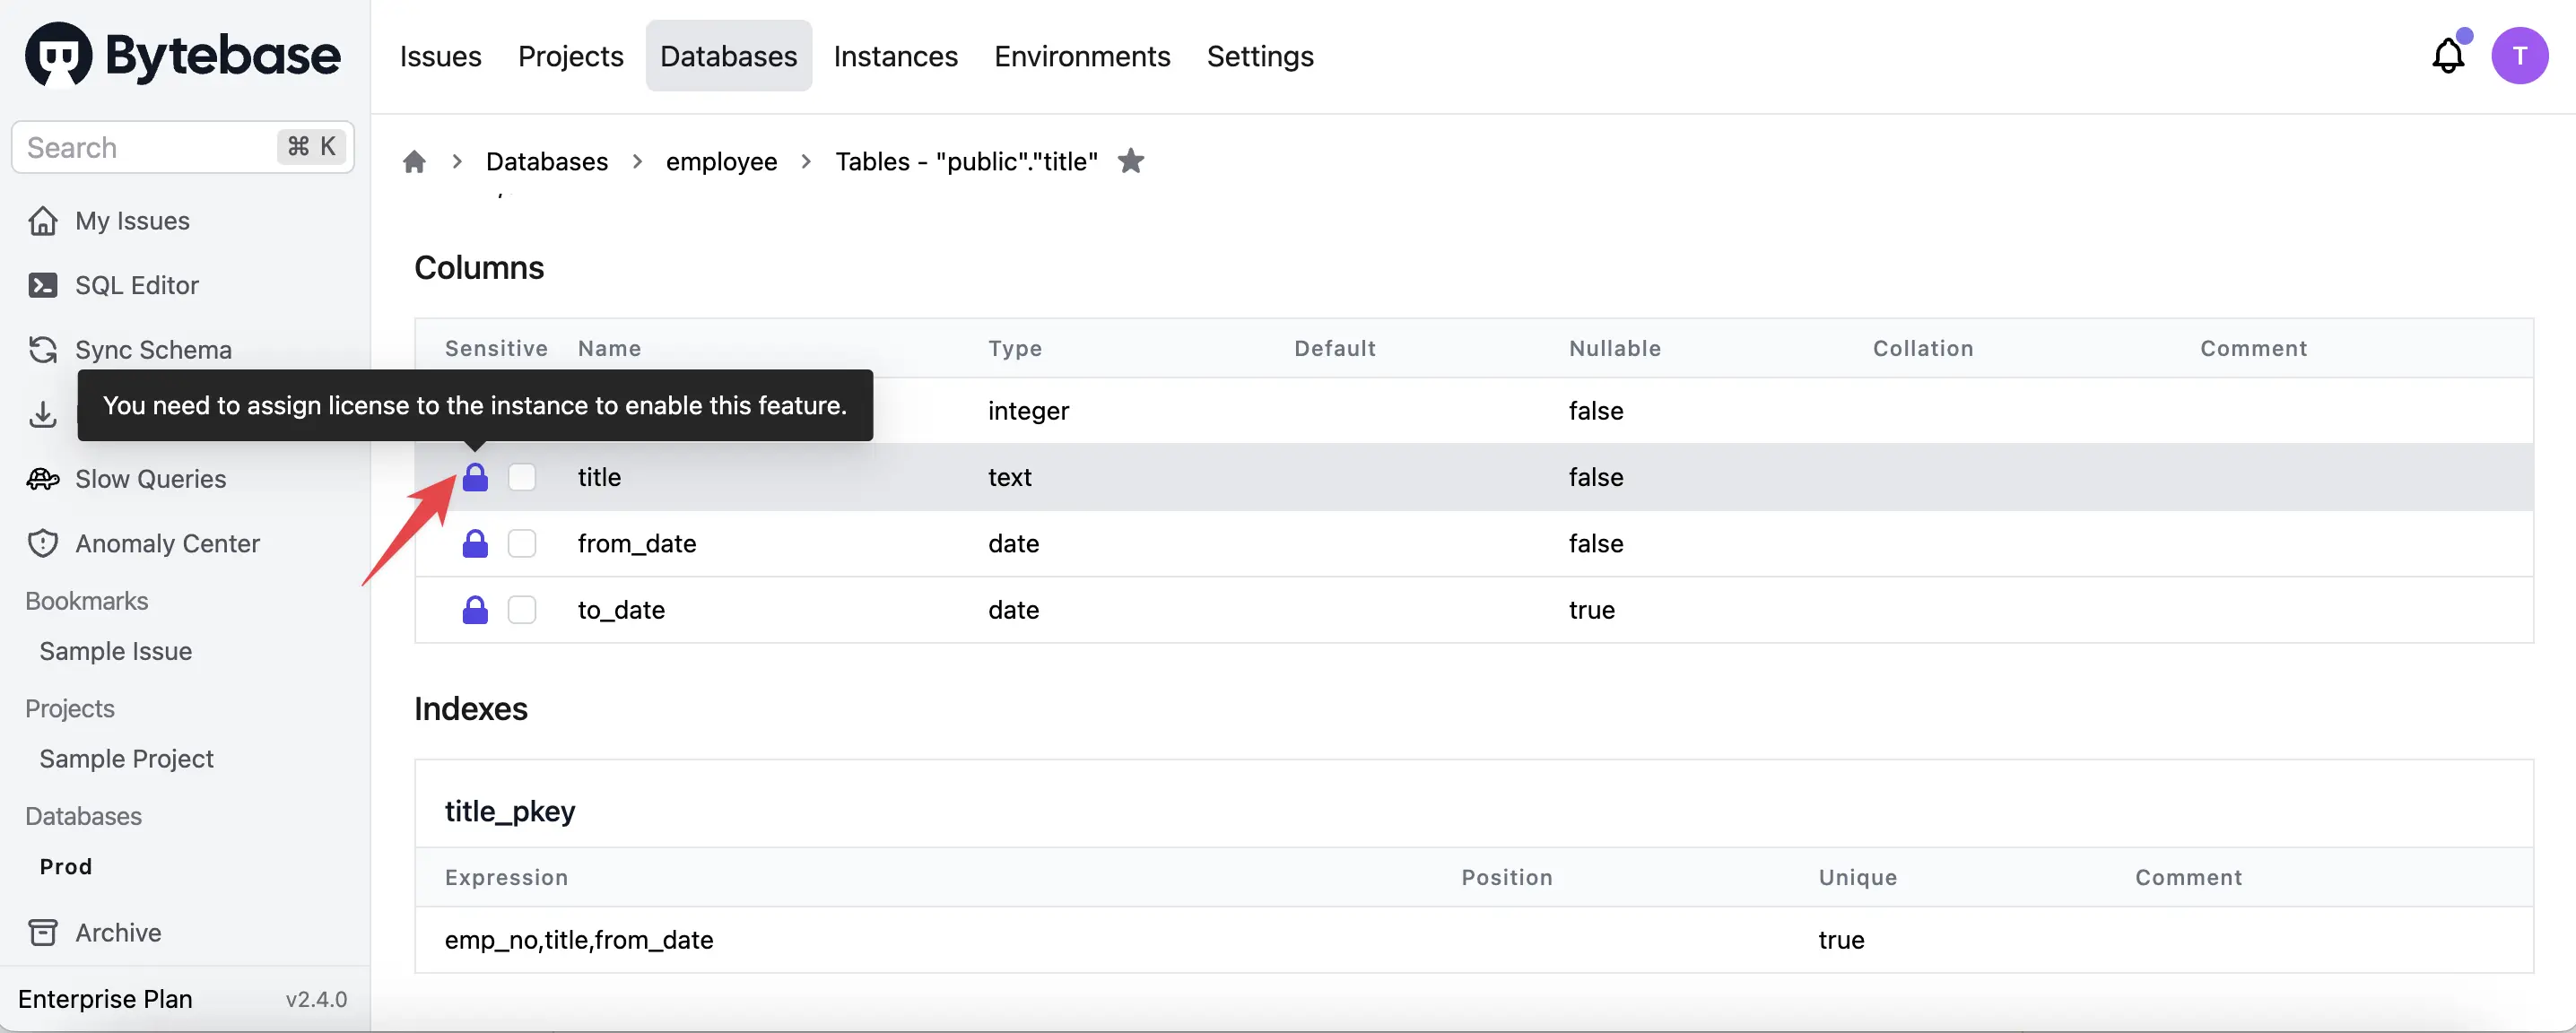 Bytebase
Issues Projects Databases Instances Environments Settings
T
Search ⌘ K
Databases > employee > Tables - "public"."title"
My Issues
SQL Editor
Sync Schema
Slow Queries
Anomaly Center
Bookmarks
Sample Issue
Projects
Sample Project
Databases
Prod
Archive
Enterprise Plan v2.4.0
Columns
Sensitive Name Type Default Nullable Collation Comment
You need to assign license to the instance to enable this feature.
integer false
title text false
from_date date false
to_date date true
Indexes
title_pkey
Expression Position Unique Comment
emp_no,title,from_date true